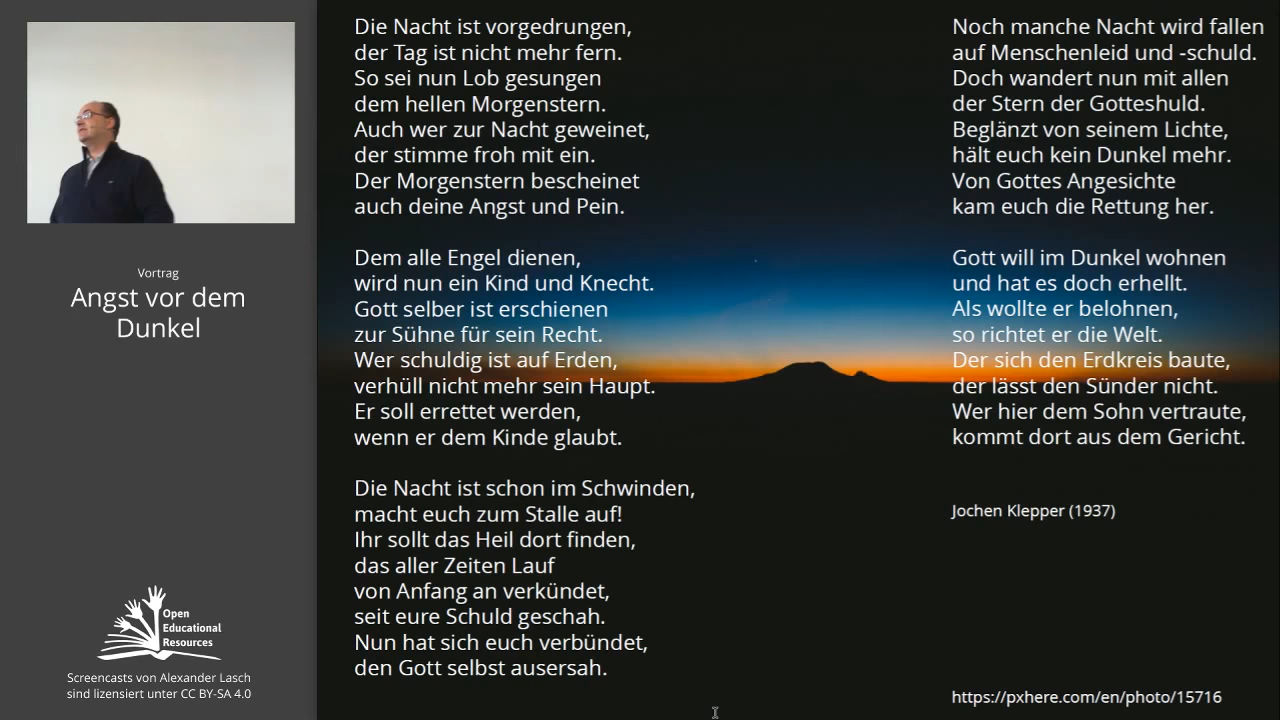 Vortrag
Angst vor dem
Dunkel
Open
Educational
Resources
Screencasts von Alexander Lasch
sind lizensiert unter CC BY-SA 4.0
Die Nacht ist vorgedrungen,
der Tag ist nicht mehr fern.
So sei nun Lob gesungen
dem hellen Morgenstern.
Auch wer zur Nacht geweinet,
der stimme froh mit ein.
Der Morgenstern bescheinet
auch deine Angst und Pein.
Dem alle Engel dienen,
wird nun ein Kind und Knecht.
Gott selber ist erschienen
zur Sühne für sein Recht.
Wer schuldig ist auf Erden,
verhüll nicht mehr sein Haupt.
Er soll errettet werden,
wenn er dem Kinde glaubt.
Die Nacht ist schon im Schwinden,
macht euch zum Stalle auf!
Ihr sollt das Heil dort finden,
das aller Zeiten Lauf
von Anfang an verkündet,
seit eure Schuld geschah.
Nun hat sich euch verbündet,
den Gott selbst ausersah.
Noch manche Nacht wird fallen
auf Menschenleid und -schuld.
Doch wandert nun mit allen
der Stern der Gotteshuld.
Beglänzt von seinem Lichte,
hält euch kein Dunkel mehr.
Von Gottes Angesichte
kam euch die Rettung her.
Gott will im Dunkel wohnen
und hat es doch erhellt.
Als wollte er belohnen,
so richtet er die Welt.
Der sich den Erdkreis baute,
der lässt den Sünder nicht.
Wer hier dem Sohn vertraute,
kommt dort aus dem Gericht.
Jochen Klepper (1937)
https://pxhere.com/en/photo/15716